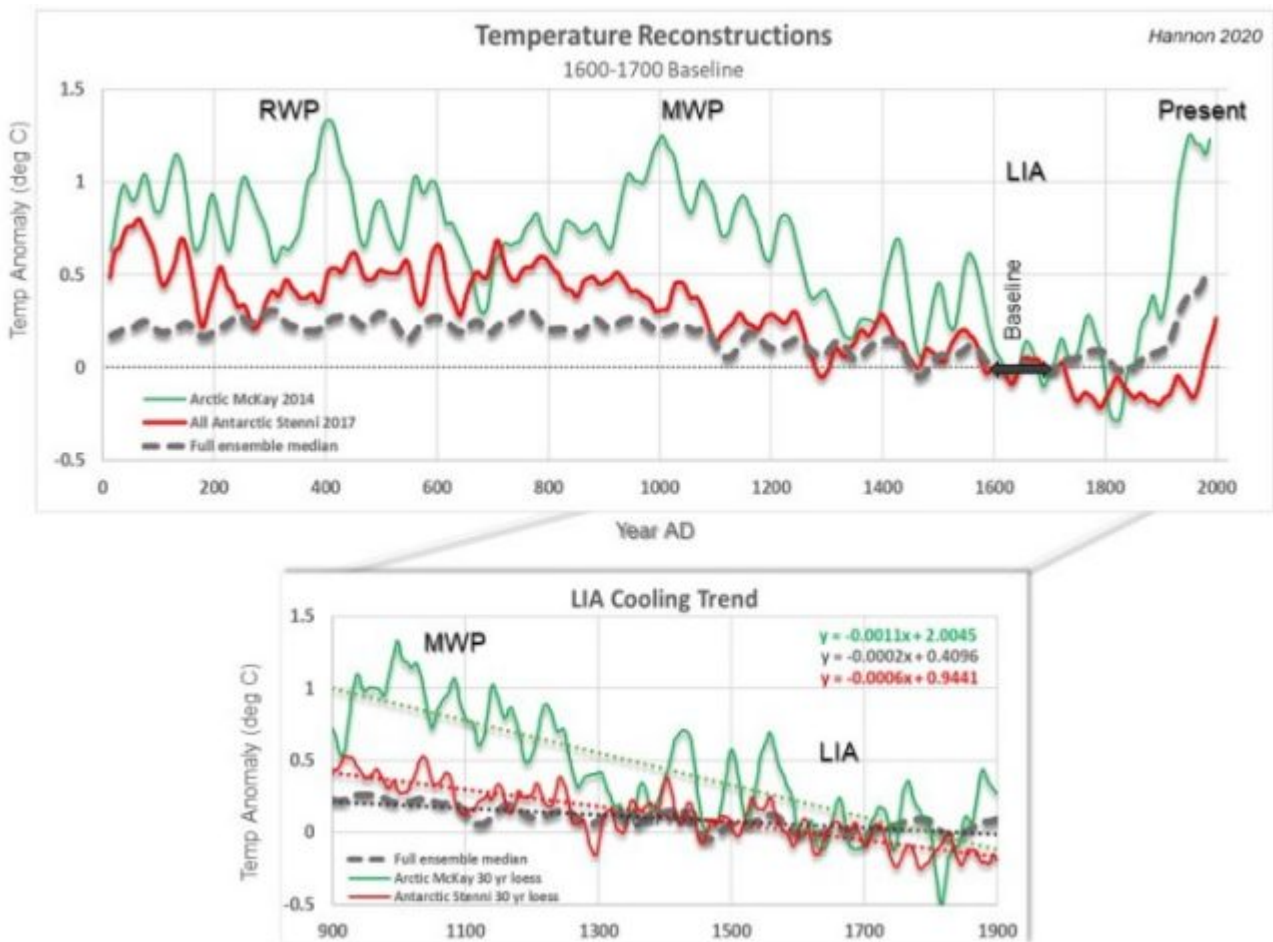 Temperature Reconstructions
Hannon 2020
1600-1700 Baseline
Temp Anomaly (deg C)
1.5
1
0.5
0
-0.5
RWP
MWP
Present
LIA
Baseline
Arctic McKay 2014
All Antarctic Stenni 2017
Full ensemble median
0 200 400 600 800 1000 1200 1400 1600 1800 2000
Year AD
LIA Cooling Trend
Temp Anomaly (deg C)
1.5
1
0.5
0
-0.5
MWP
y = -0.0011x + 2.0045
y = -0.0002x + 0.4096
y = -0.0006x + 0.9441
LIA
Full ensemble median
Arctic McKay 30 yr loess
Antarctic Stenni 30 yr loess
900 1100 1300 1500 1700 1900